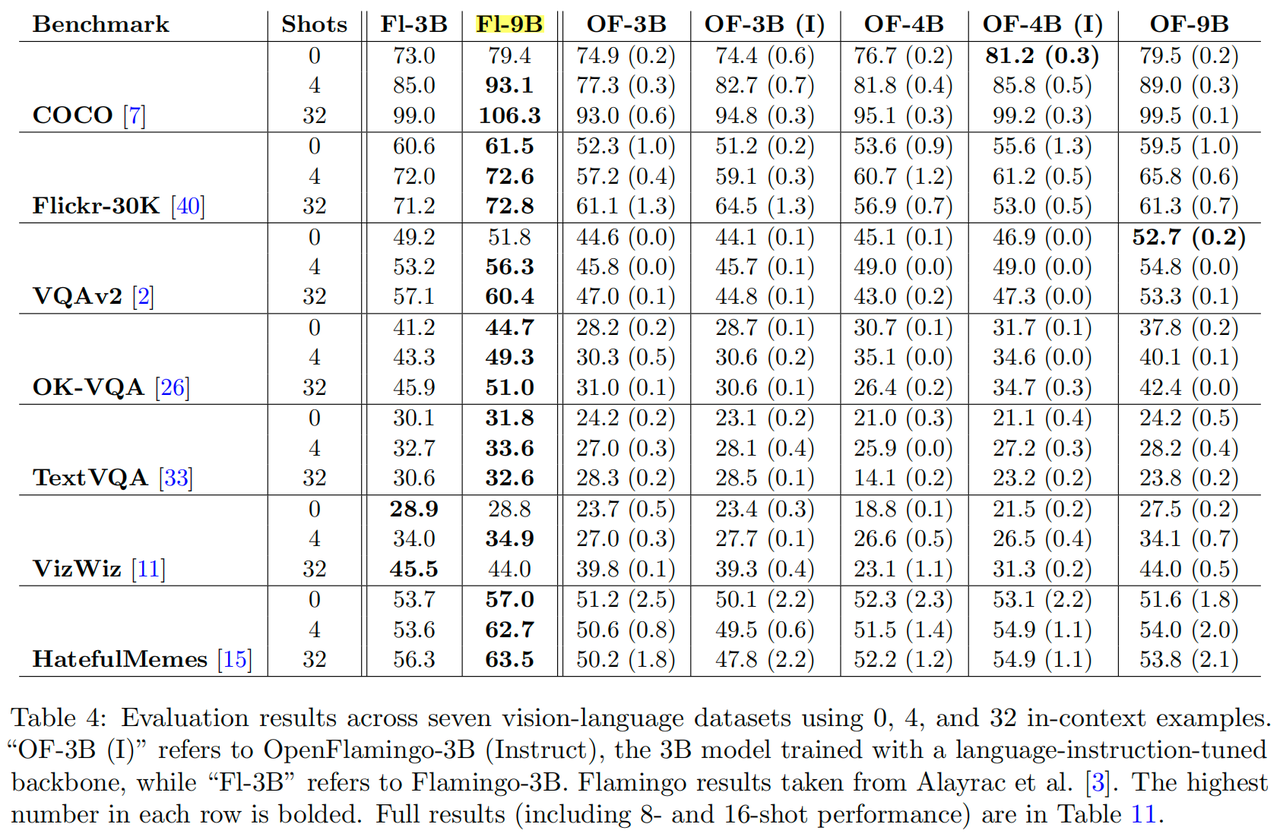 Benchmark Shots Fl-3B Fl-9B OF-3B OF-3B (I) OF-4B OF-4B (I) OF-9B
0 73.0 79.4 74.9 (0.2) 74.4 (0.6) 76.7 (0.2) 81.2 (0.3) 79.5 (0.2)
4 85.0 93.1 77.3 (0.3) 82.7 (0.7) 81.8 (0.4) 85.8 (0.5) 89.0 (0.3)
COCO [7] 32 99.0 106.3 93.0 (0.6) 94.8 (0.3) 95.1 (0.3) 99.2 (0.3) 99.5 (0.1)
0 60.6 61.5 52.3 (1.0) 51.2 (0.2) 53.6 (0.9) 55.6 (1.3) 59.5 (1.0)
4 72.0 72.6 57.2 (0.4) 59.1 (0.3) 60.7 (1.2) 61.2 (0.5) 65.8 (0.6)
Flickr-30K [40] 32 71.2 72.8 61.1 (1.3) 64.5 (1.3) 56.9 (0.7) 53.0 (0.5) 61.3 (0.7)
0 49.2 51.8 44.6 (0.0) 44.1 (0.1) 45.1 (0.1) 46.9 (0.0) 52.7 (0.2)
4 53.2 56.3 45.8 (0.0) 45.7 (0.1) 49.0 (0.0) 49.0 (0.0) 54.8 (0.0)
VQAv2 [2] 32 57.1 60.4 47.0 (0.1) 44.8 (0.1) 43.0 (0.2) 47.3 (0.0) 53.3 (0.1)
0 41.2 44.7 28.2 (0.2) 28.7 (0.1) 30.7 (0.1) 31.7 (0.1) 37.8 (0.2)
4 43.3 49.3 30.3 (0.5) 30.6 (0.2) 35.1 (0.0) 34.6 (0.0) 40.1 (0.1)
OK-VQA [26] 32 45.9 51.0 31.0 (0.1) 30.6 (0.1) 26.4 (0.2) 34.7 (0.3) 42.4 (0.0)
0 30.1 31.8 24.2 (0.2) 23.1 (0.2) 21.0 (0.3) 21.1 (0.4) 24.2 (0.5)
4 32.7 33.6 27.0 (0.3) 28.1 (0.4) 25.9 (0.0) 27.2 (0.3) 28.2 (0.4)
TextVQA [33] 32 30.6 32.6 28.3 (0.2) 28.5 (0.1) 14.1 (0.2) 23.2 (0.2) 23.8 (0.2)
0 28.9 28.8 23.7 (0.5) 23.4 (0.3) 18.8 (0.1) 21.5 (0.2) 27.5 (0.2)
4 34.0 34.9 27.0 (0.3) 27.7 (0.1) 26.6 (0.5) 26.5 (0.4) 34.1 (0.7)
VizWiz [11] 32 45.5 44.0 39.8 (0.1) 39.3 (0.4) 23.1 (1.1) 31.3 (0.2) 44.0 (0.5)
0 53.7 57.0 51.2 (2.5) 50.1 (2.2) 52.3 (2.3) 53.1 (2.2) 51.6 (1.8)
4 53.6 62.7 50.6 (0.8) 49.5 (0.6) 51.5 (1.4) 54.9 (1.1) 54.0 (2.0)
HatefulMemes [15] 32 56.3 63.5 50.2 (1.8) 47.8 (2.2) 52.2 (1.2) 54.9 (1.1) 53.8 (2.1)
Table 4: Evaluation results across seven vision-language datasets using 0, 4, and 32 in-context examples.
“OF-3B (I)” refers to OpenFlamingo-3B (Instruct), the 3B model trained with a language-instruction-tuned
backbone, while “Fl-3B” refers to Flamingo-3B. Flamingo results taken from Alayrac et al. [3]. The highest
number in each row is bolded. Full results (including 8- and 16-shot performance) are in Table 11.